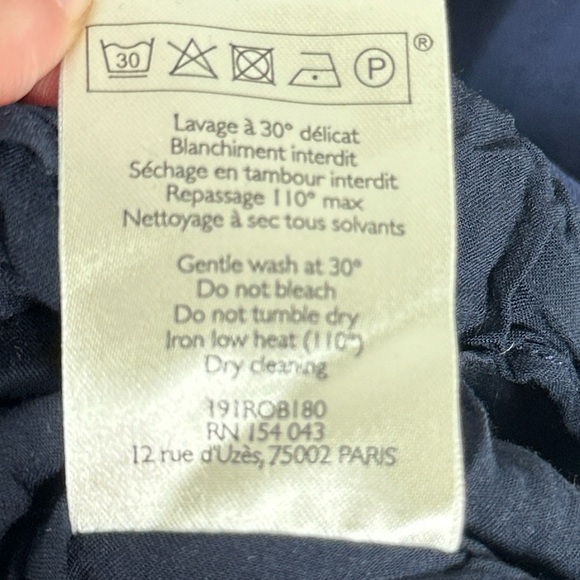 30 P ®
Lavage à 30° délicat
Blanchiment interdit
Séchage en tambour interdit
Repassage 110° max
Nettoyage à sec tous solvants
Gentle wash at 30°
Do not bleach
Do not tumble dry
Iron low heat (110°)
Dry cleaning
191ROB180
RN 154 043
12 rue d'Uzès, 75002 PARIS